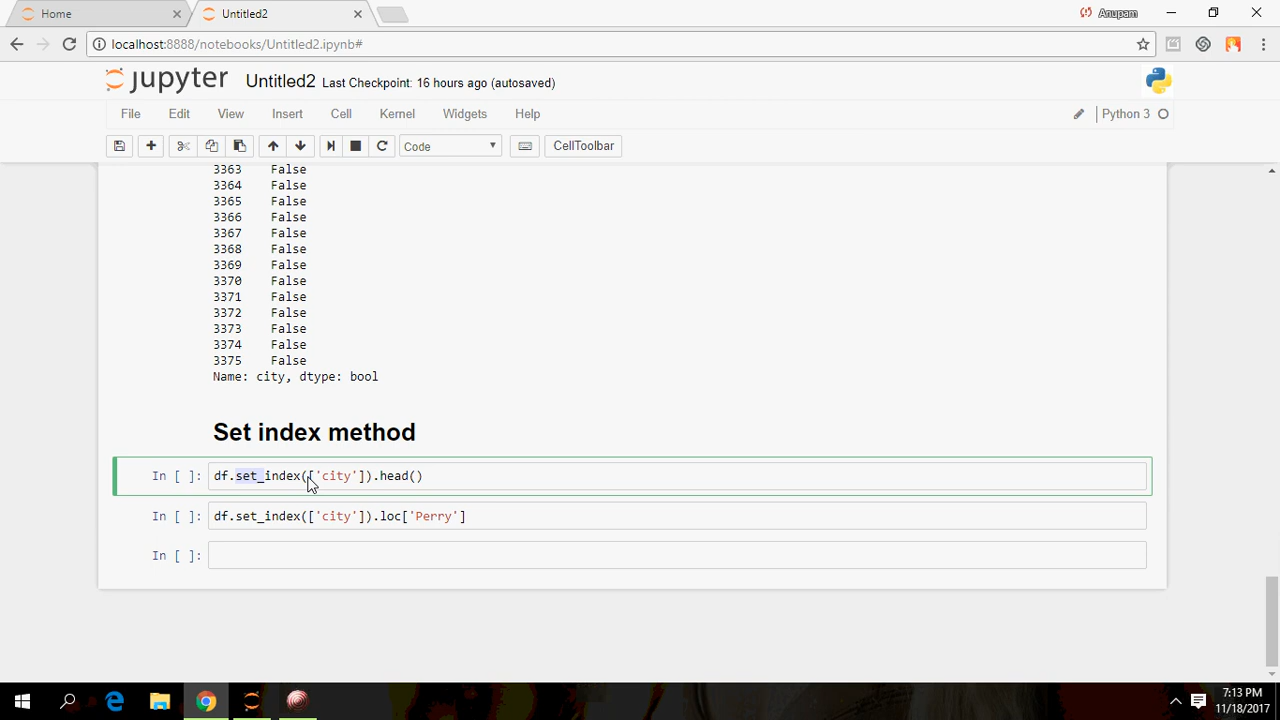 Home
Untitled2
Anupam
localhost:8888/notebooks/Untitled2.ipynb#
jupyter Untitled2 Last Checkpoint: 16 hours ago (autosaved)
File Edit View Insert Cell Kernel Widgets Help Python 3
Code CellToolbar
3363 False
3364 False
3365 False
3366 False
3367 False
3368 False
3369 False
3370 False
3371 False
3372 False
3373 False
3374 False
3375 False
Name: city, dtype: bool
Set index method
In [ ]: df.set_index(['city']).head()
In [ ]: df.set_index(['city']).loc['Perry']
In [ ]:
7:13 PM
11/18/2017